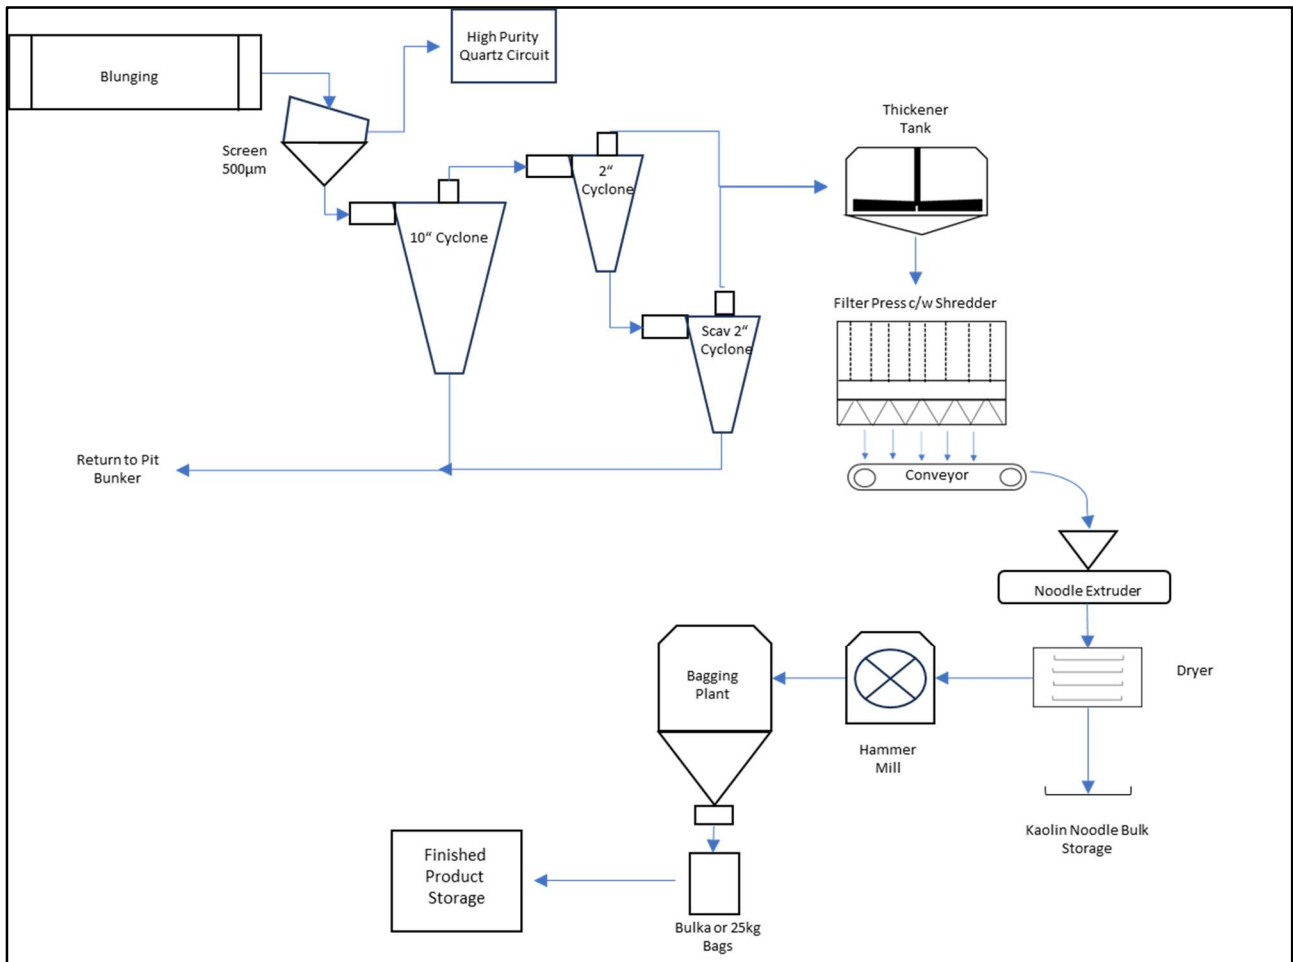 High Purity
Quartz Circuit
Blunging
Thickener
Tank
Screen
500µm
2“
Cyclone
10“ Cyclone
Filter Press c/w Shredder
Scav 2“
Cyclone
Return to Pit
Bunker
Conveyor
Noodle Extruder
Bagging
Plant
Dryer
Hammer
Mill
Kaolin Noodle Bulk
Storage
Finished
Product
Storage
Bulka or 25kg
Bags